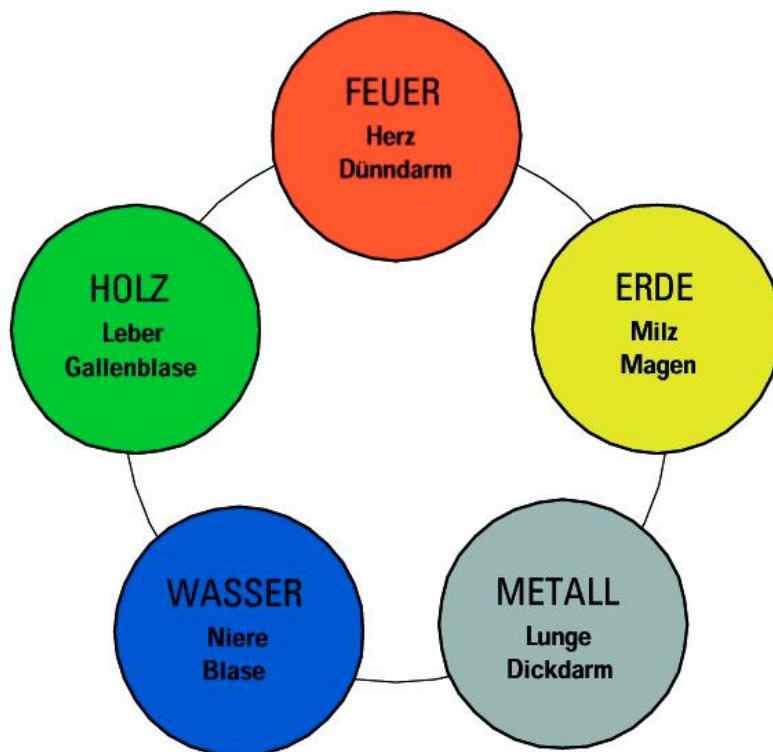 FEUER
Herz
Dünndarm
HOLZ
Leber
Gallenblase
ERDE
Milz
Magen
WASSER
Niere
Blase
METALL
Lunge
Dickdarm